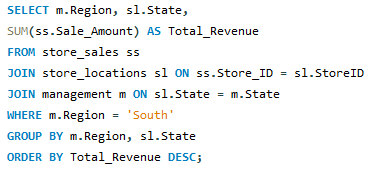 SELECT m.Region, sl.State,
SUM(ss.Sale_Amount) AS Total_Revenue
FROM store_sales ss
JOIN store_locations sl ON ss.Store_ID = sl.StoreID
JOIN management m ON sl.State = m.State
WHERE m.Region = 'South'
GROUP BY m.Region, sl.State
ORDER BY Total_Revenue DESC;